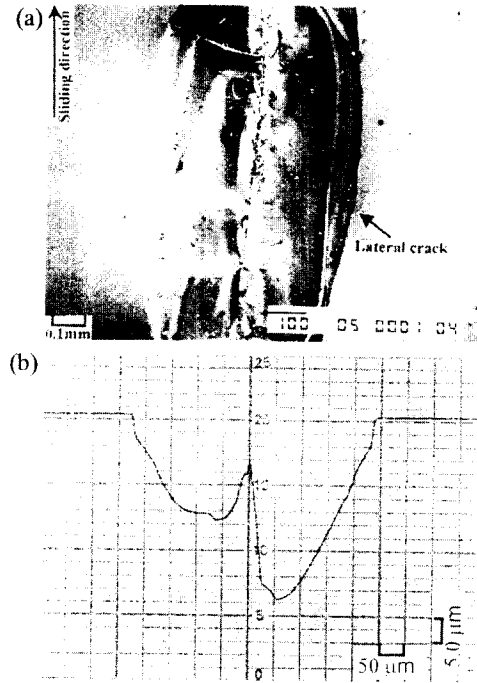 (a)
Sliding direction
Lateral crack
0.1mm
100 05 0001 04
(b)
25
20
15
10
5
0
50 µm
5.0 µm